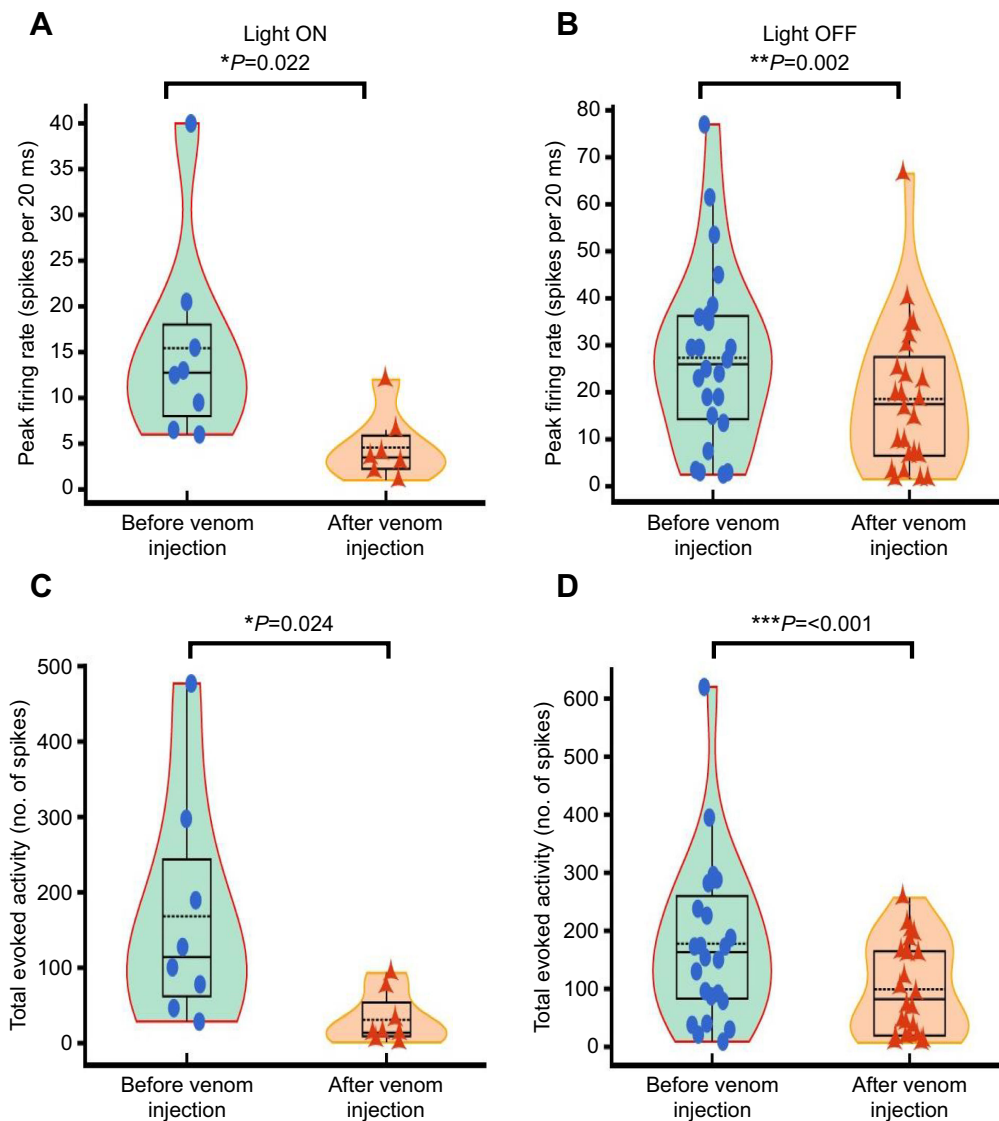 A
Light ON
*P=0.022
Peak firing rate (spikes per 20 ms)
40
35
30
25
20
15
10
5
0
Before venom
injection
After venom
injection
B
Light OFF
**P=0.002
Peak firing rate (spikes per 20 ms)
80
70
60
50
40
30
20
10
0
Before venom
injection
After venom
injection
C
*P=0.024
Total evoked activity (no. of spikes)
500
400
300
200
100
0
Before venom
injection
After venom
injection
D
***P=<0.001
Total evoked activity (no. of spikes)
600
500
400
300
200
100
0
Before venom
injection
After venom
injection